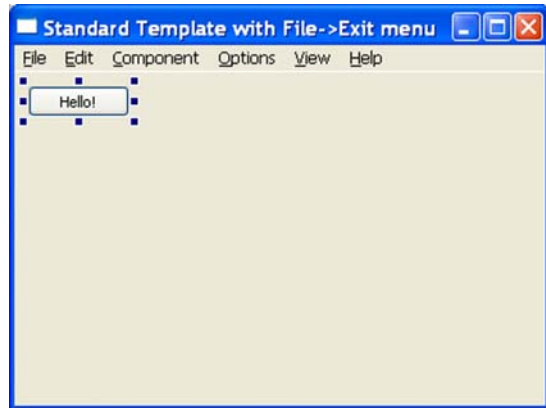 Standard Template with File->Exit menu
File Edit Component Options View Help
Hello!